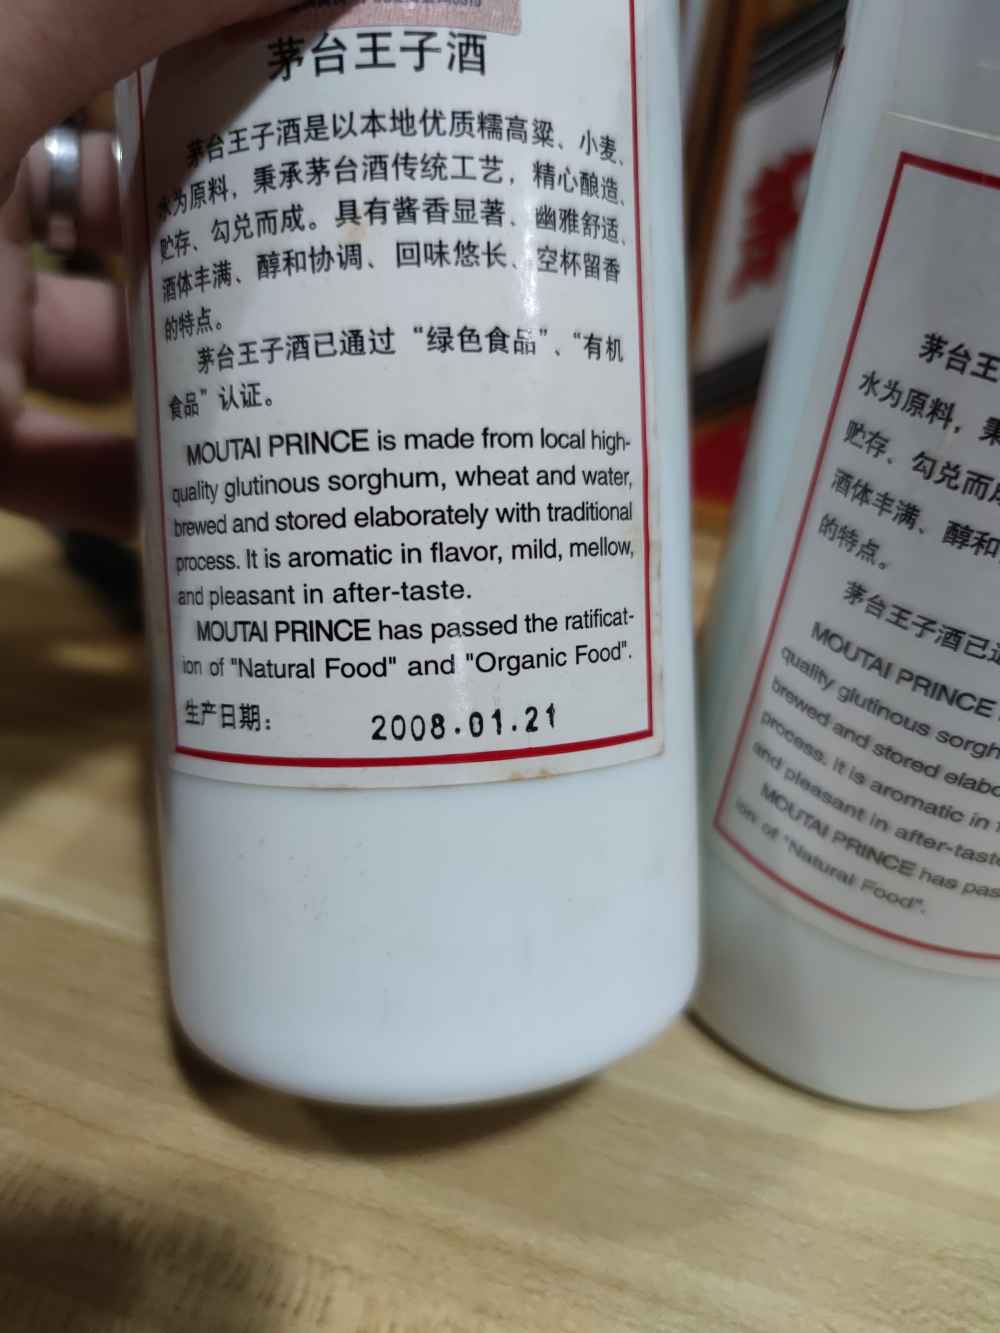 茅台王子酒
茅台王子酒是以本地优质糯高粱、小麦、
水为原料，秉承茅台酒传统工艺，精心酿造、
贮存、勾兑而成。具有酱香显著、幽雅舒适、
酒体丰满、醇和协调、回味悠长、空杯留香
的特点。
茅台王子酒已通过“绿色食品”、“有机
食品”认证。
MOUTAI PRINCE is made from local high-
quality glutinous sorghum, wheat and water,
brewed and stored elaborately with traditional
process. It is aromatic in flavor, mild, mellow,
and pleasant in after-taste.
MOUTAI PRINCE has passed the ratificat-
ion of "Natural Food" and "Organic Food".
生产日期： 2008.01.21
茅台王
水为原料，秉
贮存、勾兑而
酒体丰满、醇和
的特点。
茅台王子酒已通
MOUTAI PRINCE
quality glutinous sorgh
brewed and stored elabo
process. It is aromatic in
and pleasant in after-taste
MOUTAI PRINCE has pas
ion of "Natural Food".